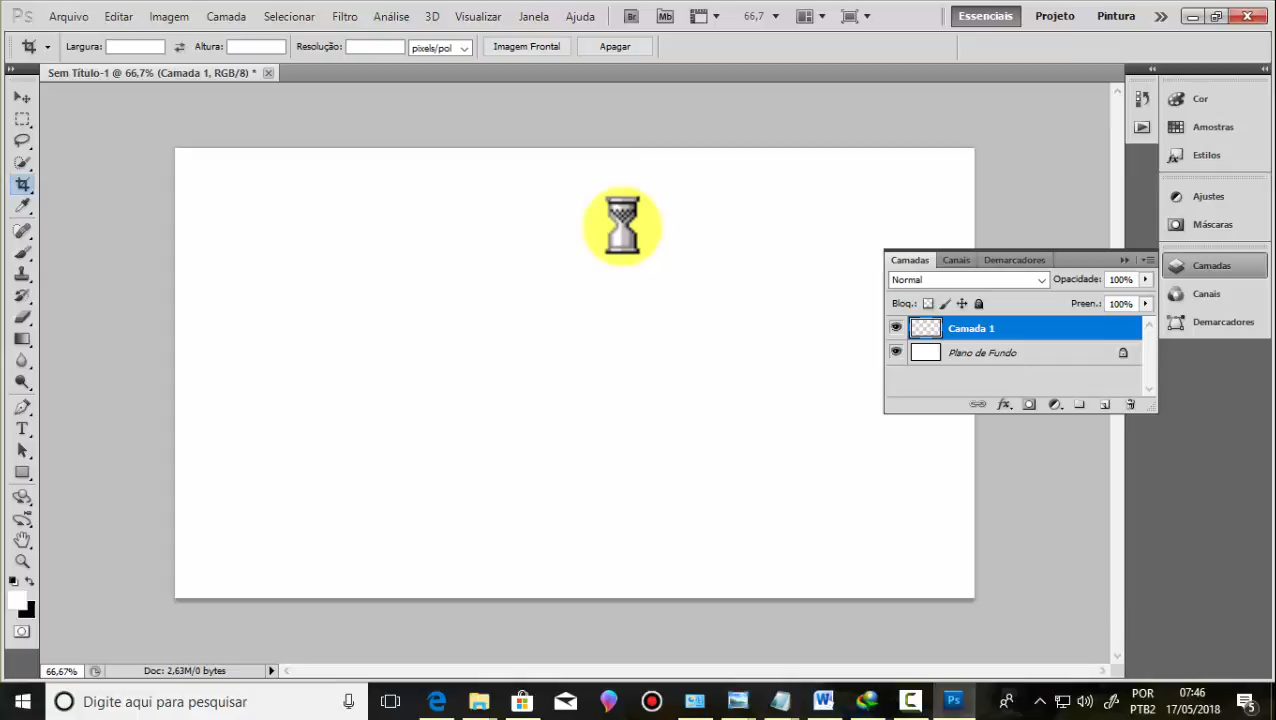 Ps Arquivo Editar Imagem Camada Selecionar Filtro Análise 3D Visualizar Janela Ajuda Br Mb 66,7 Essenciais Projeto Pintura
Largura: Altura: Resolução: pixels/pol Imagem Frontal Apagar
Sem Título-1 @ 66,7% (Camada 1, RGB/8) *
Cor
Amostras
Estilos
Ajustes
Máscaras
Camadas
Canais
Demarcadores
Camadas Canais Demarcadores
Normal Opacidade: 100%
Bloq.: Preen.: 100%
Camada 1
Plano de Fundo
66,67% Doc: 2,63M/0 bytes
Digite aqui para pesquisar
POR 07:46
PTB2 17/05/2018 5